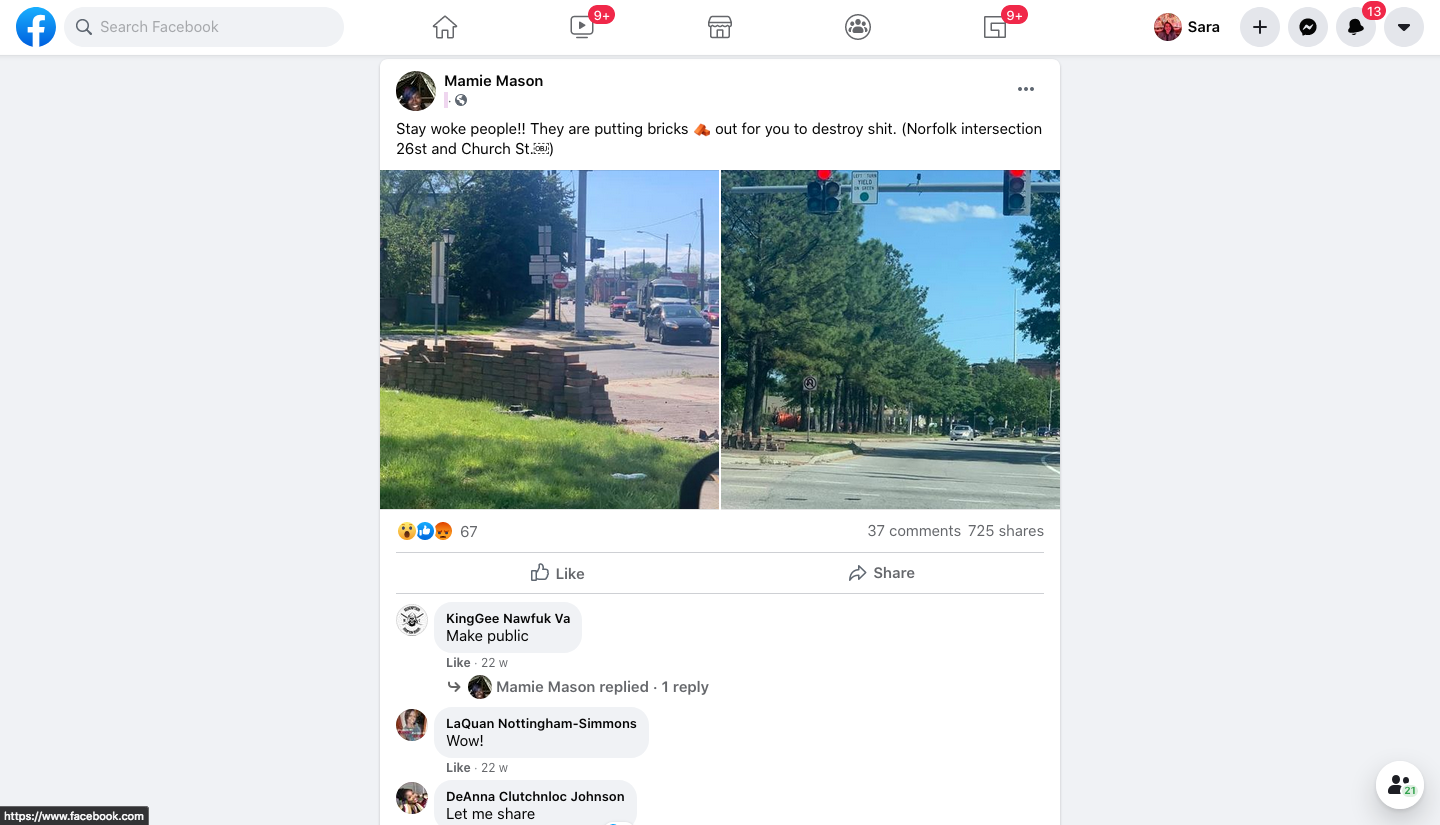 Search Facebook
9+
9+
Sara
13
Mamie Mason
Stay woke people!! They are putting bricks out for you to destroy shit. (Norfolk intersection
26st and Church St.OBJ)
LEFT TURN
YIELD
ON GREEN
67
37 comments 725 shares
Like
Share
KingGee Nawfuk Va
Make public
Like · 22 w
Mamie Mason replied · 1 reply
LaQuan Nottingham-Simmons
Wow!
Like · 22 w
DeAnna Clutchnloc Johnson
Let me share
21
https://www.facebook.com